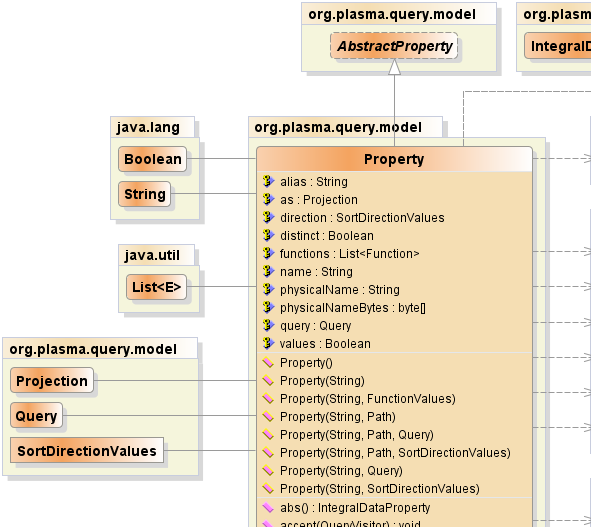 org.plasma.query.model
AbstractProperty
org.plasm
java.lang
Boolean
String
java.util
List<E>
org.plasma.query.model
Projection
Query
SortDirectionValues
org.plasma.query.model
Property
alias : String
as : Projection
direction : SortDirectionValues
distinct : Boolean
functions : List<Function>
name : String
physicalName : String
physicalNameBytes : byte[]
query : Query
values : Boolean
Property()
Property(String)
Property(String, FunctionValues)
Property(String, Path)
Property(String, Path, Query)
Property(String, Path, SortDirectionValues)
Property(String, Query)
Property(String, SortDirectionValues)
abs() : IntegralDataProperty
accept(QueryVisitor) : void